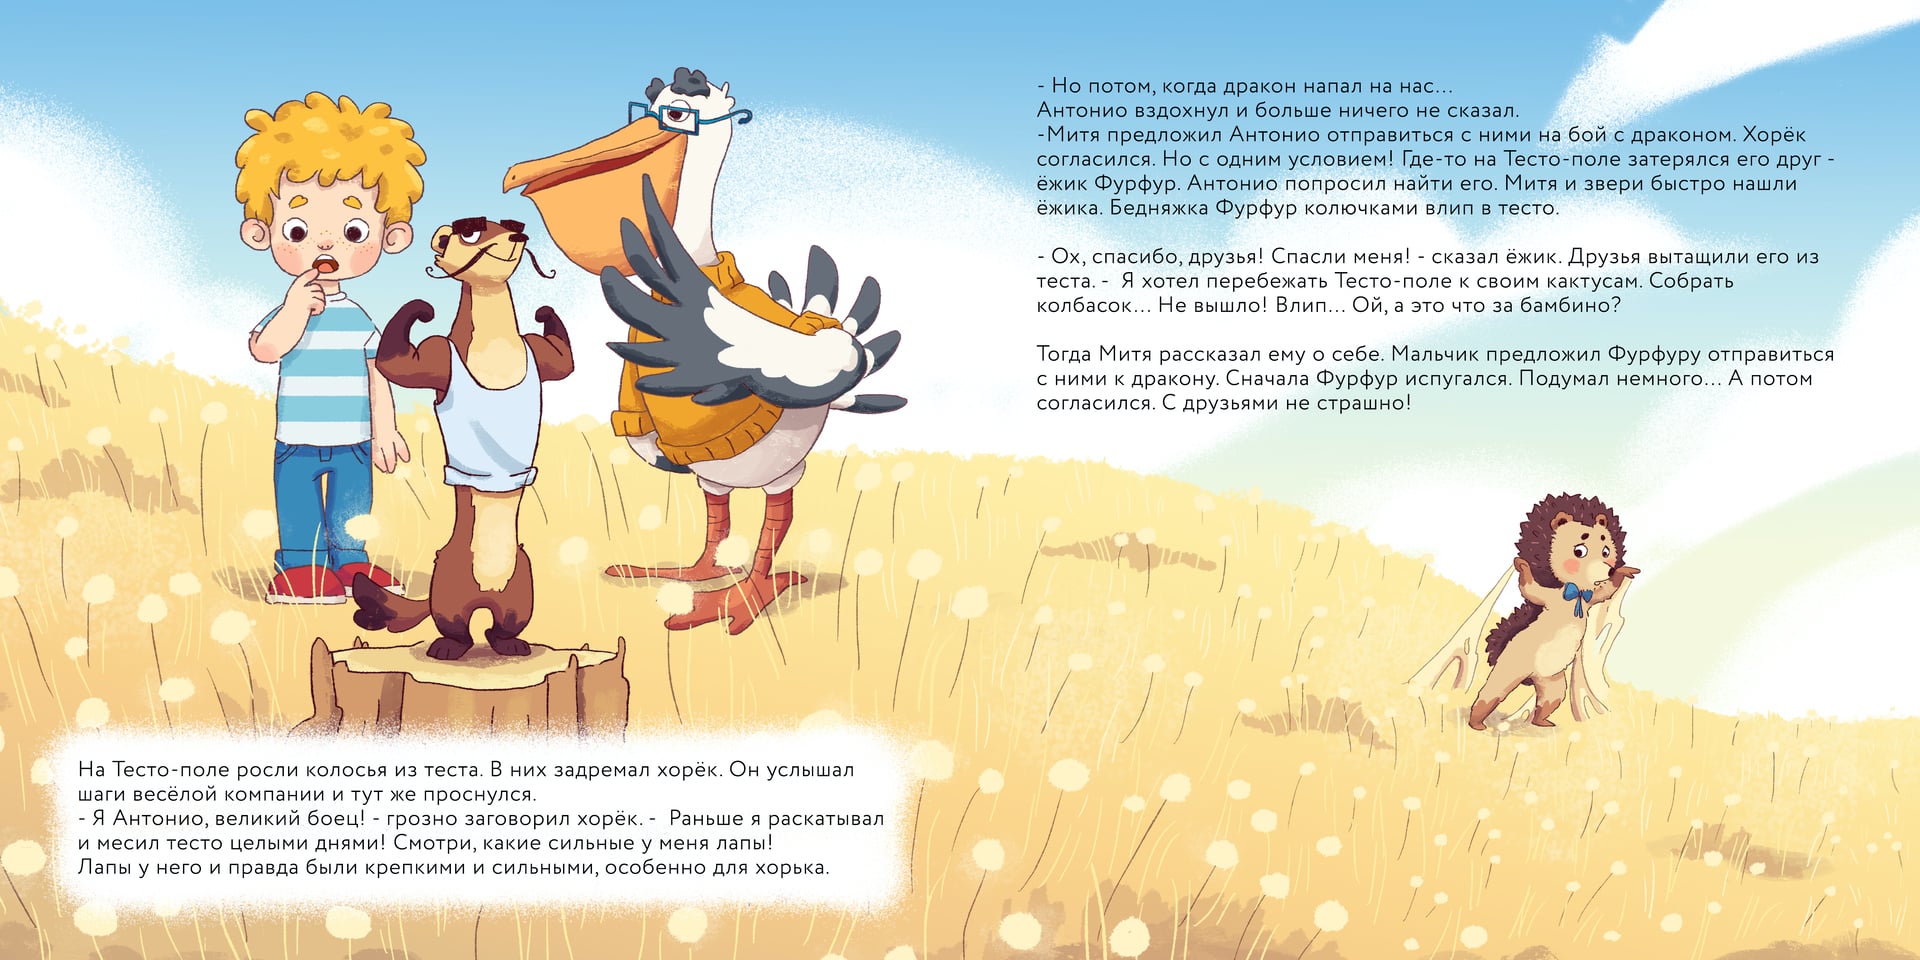 На Тесто-поле росли колосья из теста. В них задремал хорёк. Он услышал
шаги весёлой компании и тут же проснулся.
- Я Антонио, великий боец! - грозно заговорил хорёк. -  Раньше я раскатывал
и месил тесто целыми днями! Смотри, какие сильные у меня лапы!
Лапы у него и правда были крепкими и сильными, особенно для хорька.
- Но потом, когда дракон напал на нас...
Антонио вздохнул и больше ничего не сказал.
-Митя предложил Антонио отправиться с ними на бой с драконом. Хорёк
согласился. Но с одним условием! Где-то на Тесто-поле затерялся его друг -
ёжик Фурфур. Антонио попросил найти его. Митя и звери быстро нашли
ёжика. Бедняжка Фурфур колючками влип в тесто.
- Ох, спасибо, друзья! Спасли меня! - сказал ёжик. Друзья вытащили его из
теста. -  Я хотел перебежать Тесто-поле к своим кактусам. Собрать
колбасок... Не вышло! Влип... Ой, а это что за бамбино?
Тогда Митя рассказал ему о себе. Мальчик предложил Фурфуру отправиться
с ними к дракону. Сначала Фурфур испугался. Подумал немного... А потом
согласился. С друзьями не страшно!